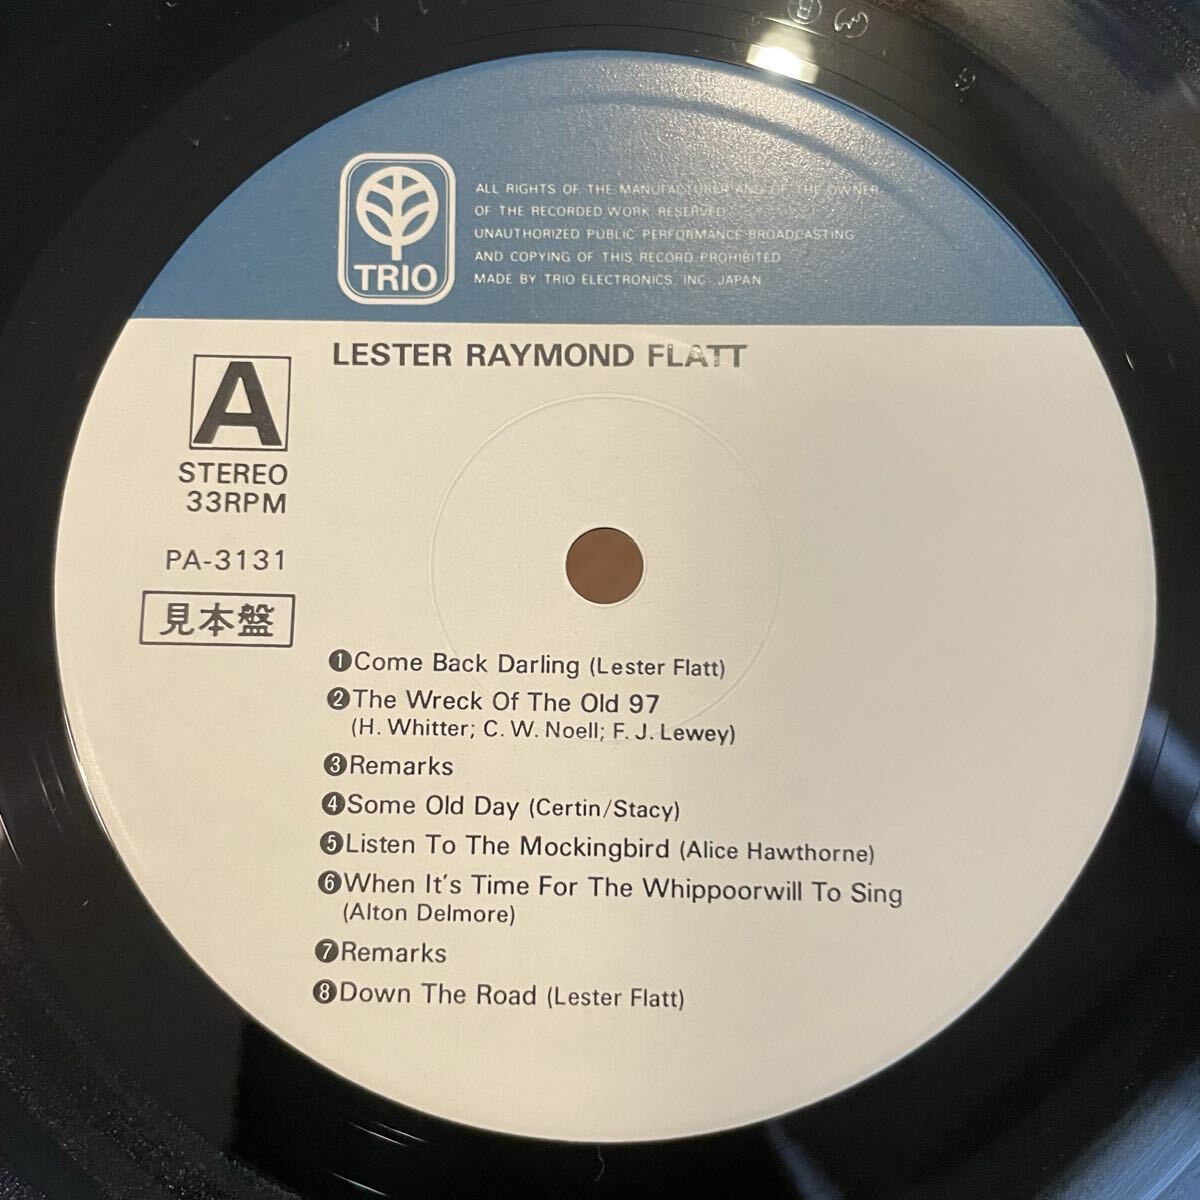 TRIO
ALL RIGHTS OF THE MANUFACTURER AND OF THE OWNER
OF THE RECORDED WORK RESERVED
UNAUTHORIZED PUBLIC PERFORMANCE BROADCASTING
AND COPYING OF THIS RECORD PROHIBITED
MADE BY TRIO ELECTRONICS, INC. JAPAN
LESTER RAYMOND FLATT
A
STEREO
33RPM
PA-3131
見本盤
❶Come Back Darling (Lester Flatt)
❷The Wreck Of The Old 97
(H. Whitter; C. W. Noell; F. J. Lewey)
❸Remarks
❹Some Old Day (Certin/Stacy)
❺Listen To The Mockingbird (Alice Hawthorne)
❻When It's Time For The Whippoorwill To Sing
(Alton Delmore)
❼Remarks
❽Down The Road (Lester Flatt)